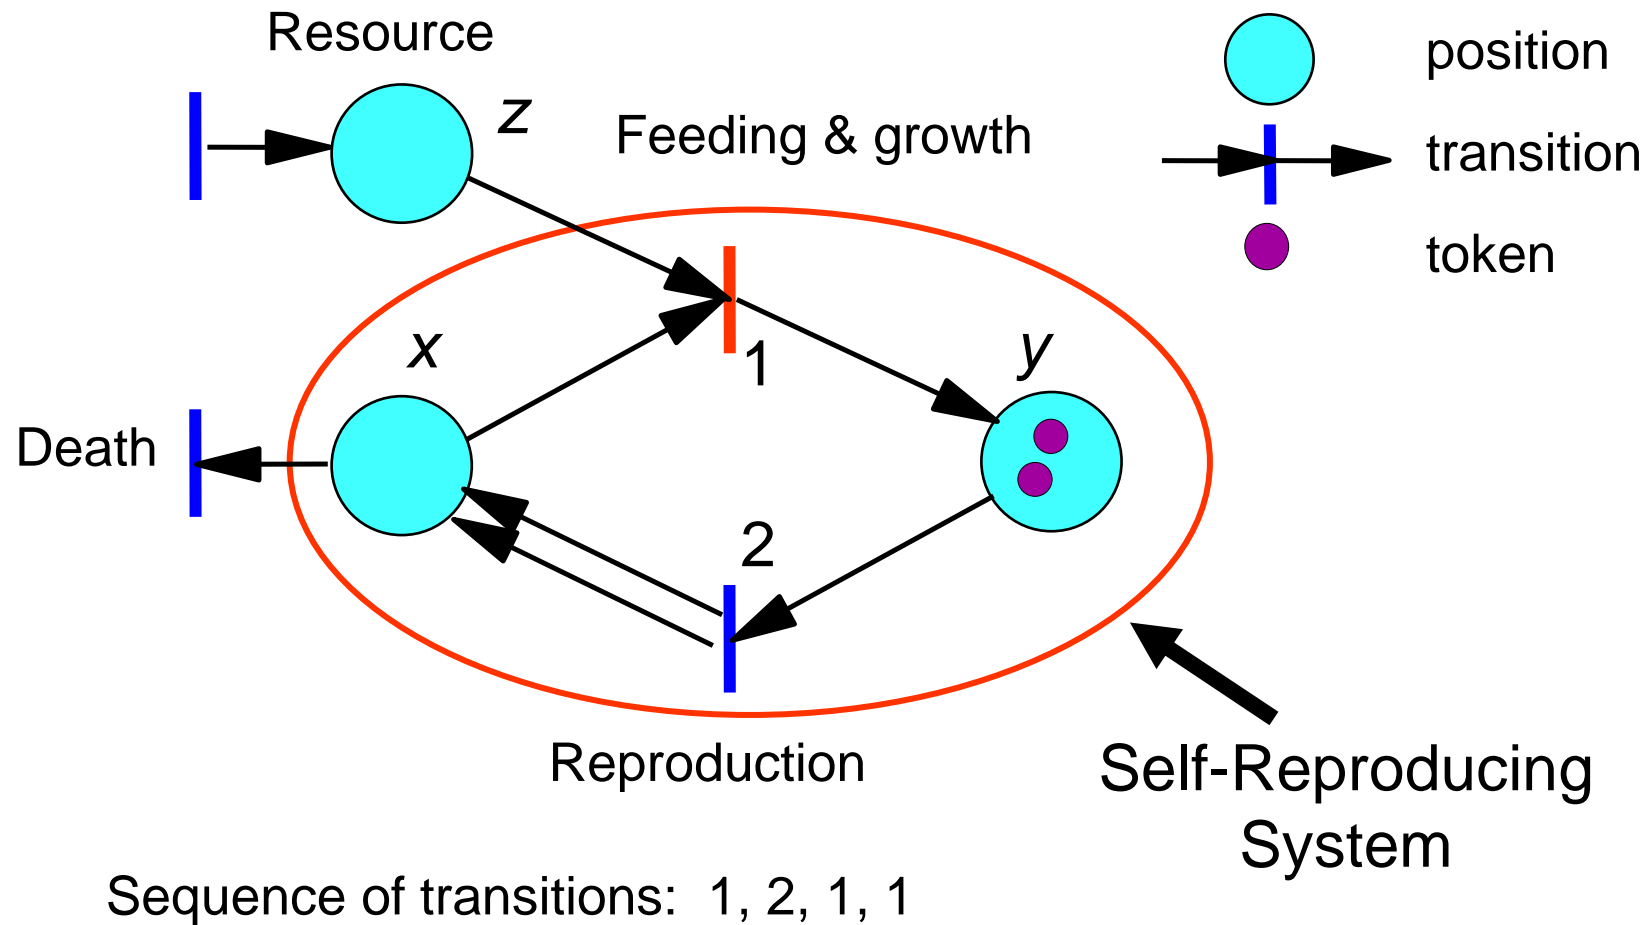 Resource
position
z
Feeding & growth
transition
token
x
1
y
Death
2
Reproduction
Self-Reproducing
System
Sequence of transitions: 1, 2, 1, 1